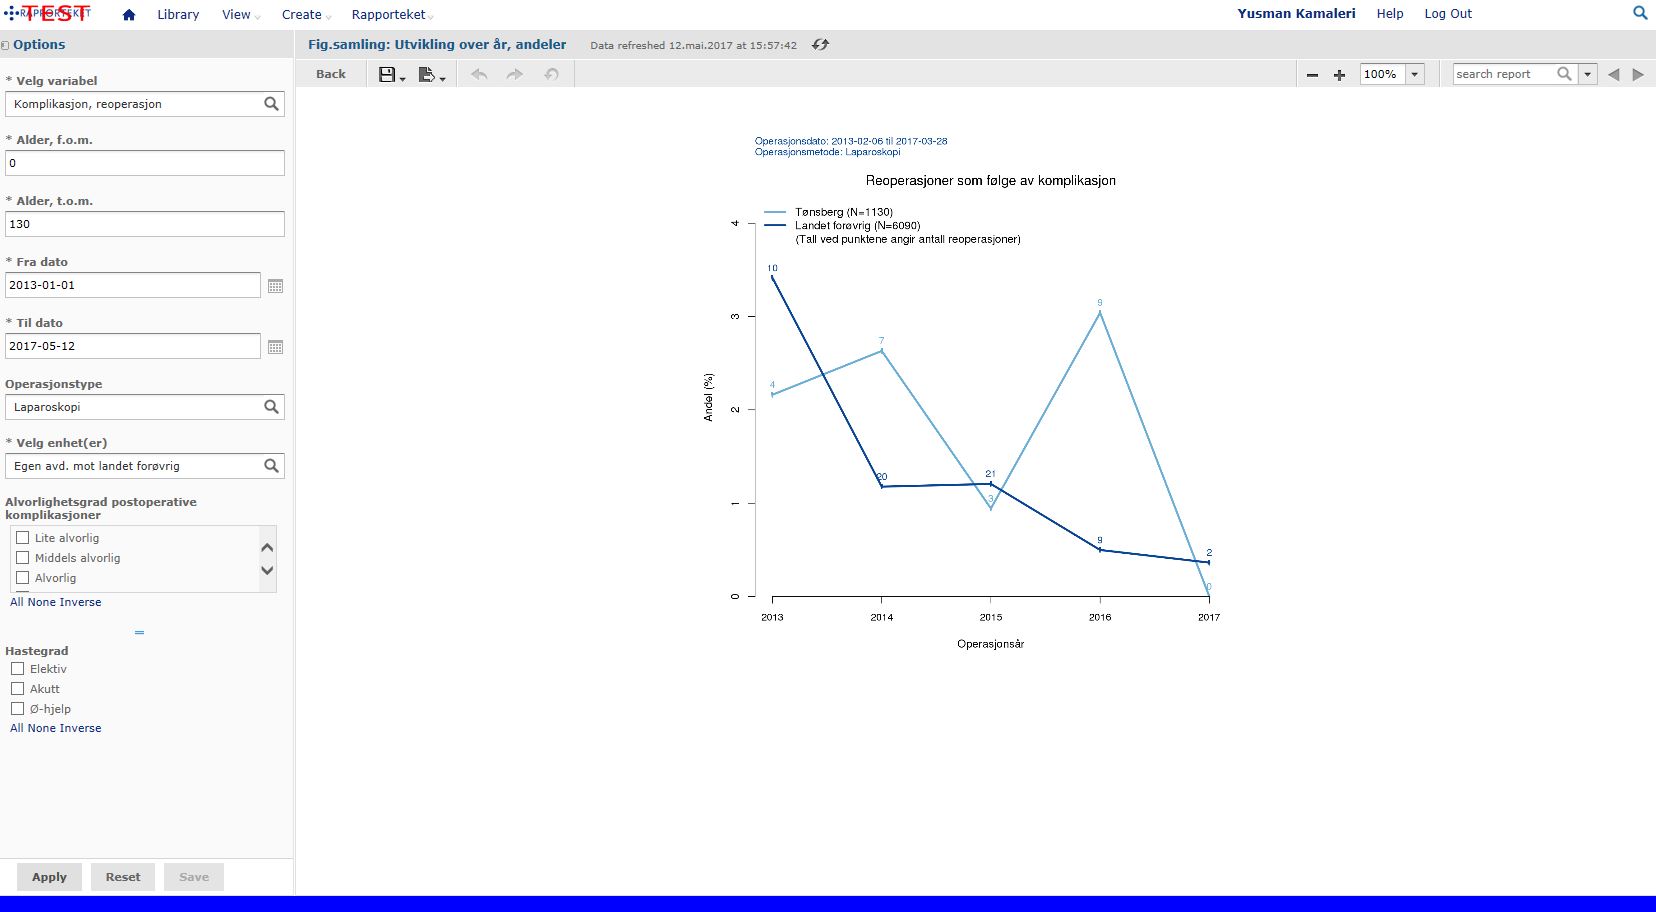 RAPPORTEKET
TEST
Library
View
Create
Rapporteket
Yusman Kamaleri
Help
Log Out
Options
Fig.samling: Utvikling over år, andeler
Data refreshed 12.mai.2017 at 15:57:42
Back
100%
search report
* Velg variabel
Komplikasjon, reoperasjon
* Alder, f.o.m.
0
* Alder, t.o.m.
130
* Fra dato
2013-01-01
* Til dato
2017-05-12
Operasjonstype
Laparoskopi
* Velg enhet(er)
Egen avd. mot landet forøvrig
Alvorlighetsgrad postoperative
komplikasjoner
Lite alvorlig
Middels alvorlig
Alvorlig
All None Inverse
Hastegrad
Elektiv
Akutt
Ø-hjelp
All None Inverse
Apply
Reset
Save
Operasjonsdato: 2013-02-06 til 2017-03-28
Operasjonsmetode: Laparoskopi
Reoperasjoner som følge av komplikasjon
Tønsberg (N=1130)
Landet forøvrig (N=6090)
(Tall ved punktene angir antall reoperasjoner)
4
3
2
1
0
Andel (%)
10
4
7
20
21
3
9
9
2
0
2013
2014
2015
2016
2017
Operasjonsår